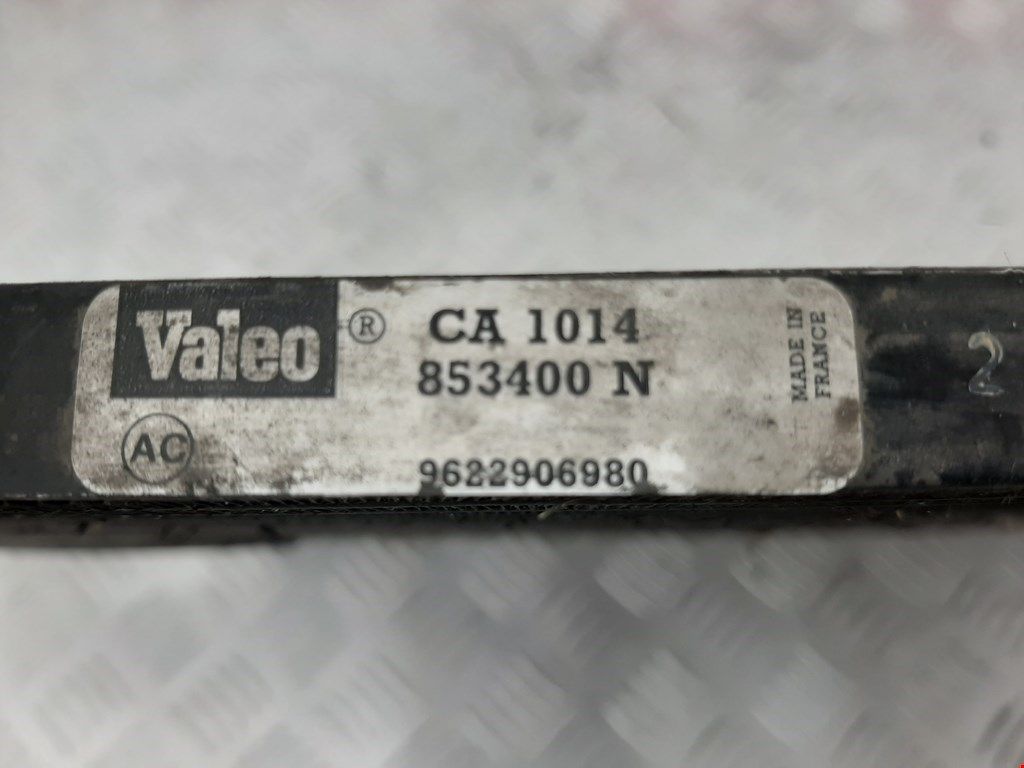 Valeo ® CA 1014
853400 N
AC
9622906980
MADE IN
FRANCE
2